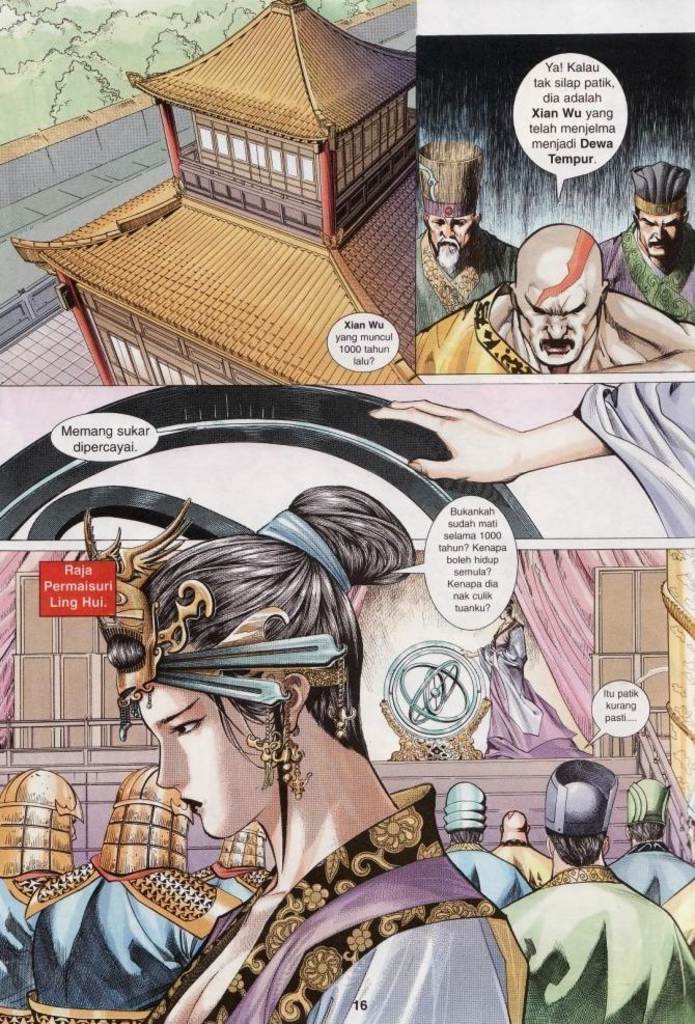 Xian Wu
yang muncul
1000 tahun
lalu?
Ya! Kalau
tak silap patik,
dia adalah
Xian Wu yang
telah menjelma
menjadi Dewa
Tempur.
Memang sukar
dipercayai.
Raja
Permaisuri
Ling Hui.
Bukankah
sudah mati
selama 1000
tahun? Kenapa
boleh hidup
semula?
Kenapa dia
nak culik
tuanku?
Itu patik
kurang
pasti....
16